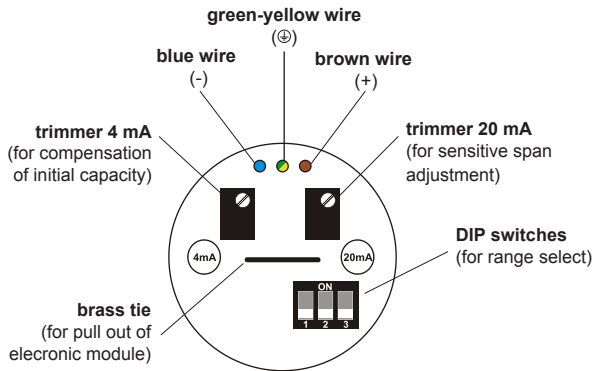 green-yellow wire
(⏚)
blue wire
(-)
brown wire
(+)
trimmer 4 mA
(for compensation
of initial capacity)
trimmer 20 mA
(for sensitive span
adjustment)
4mA
20mA
DIP switches
(for range select)
ON
1 2 3
brass tie
(for pull out of
elecronic module)